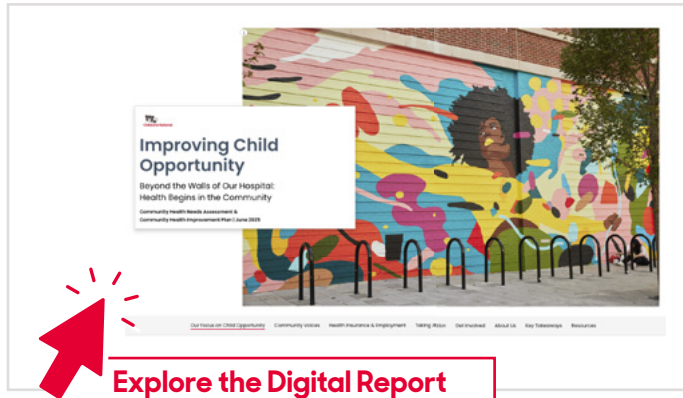 Children's National
Improving Child
Opportunity
Beyond the Walls of Our Hospital:
Health Begins in the Community
Community Health Needs Assessment &
Community Health Improvement Plan | June 2025
Our Focus on Child Opportunity Community Voices Health Insurance & Employment Taking Action Get Involved About Us Key Takeaways Resources
Explore the Digital Report